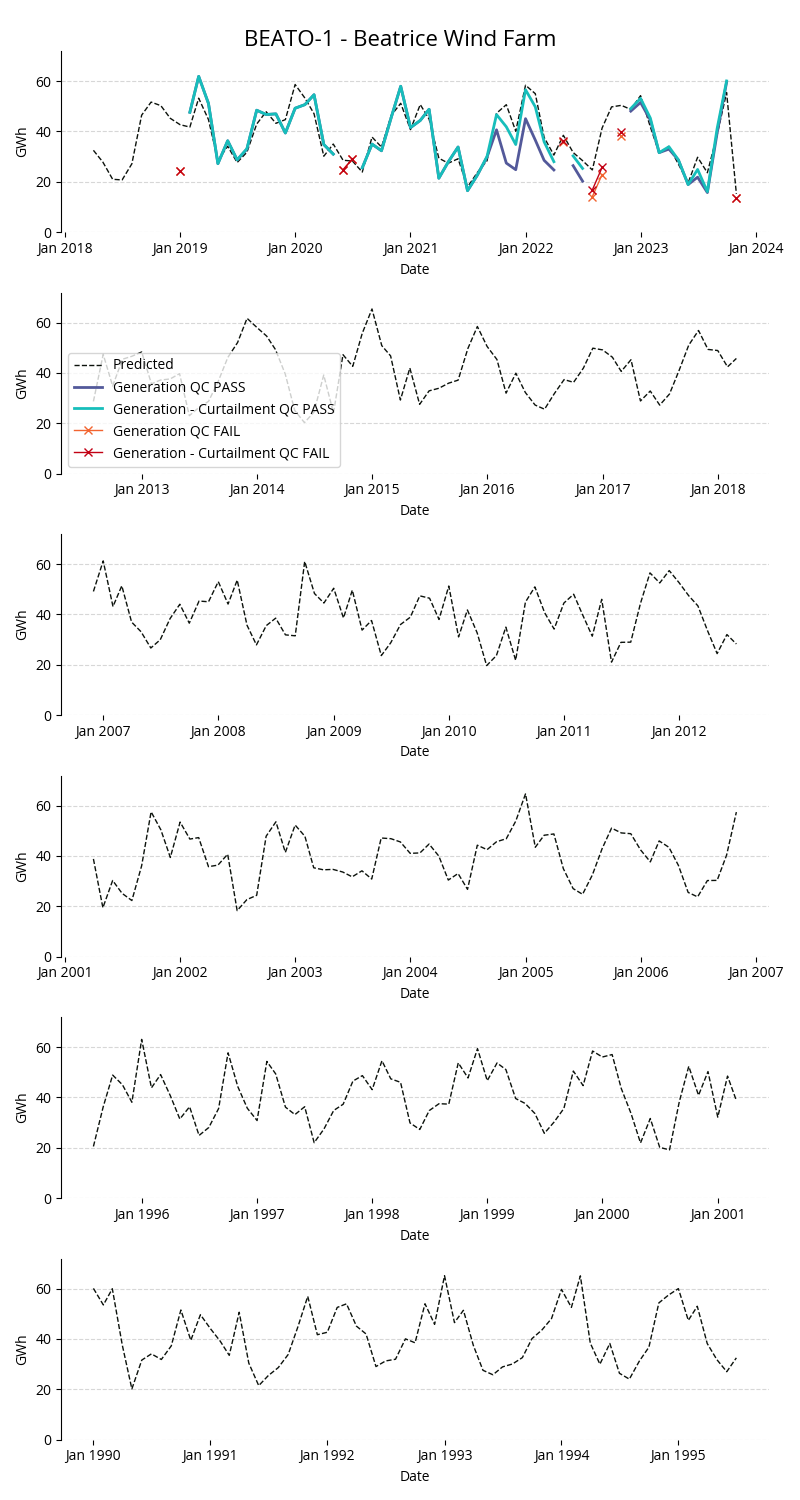 BEATO-1 - Beatrice Wind Farm
60
40
20
0
GWh
Jan 2018 Jan 2019 Jan 2020 Jan 2021 Jan 2022 Jan 2023 Jan 2024
Date
60
40
20
0
GWh
Predicted
Generation QC PASS
Generation - Curtailment QC PASS
Generation QC FAIL
Generation - Curtailment QC FAIL
Jan 2013 Jan 2014 Jan 2015 Jan 2016 Jan 2017 Jan 2018
Date
60
40
20
0
GWh
Jan 2007 Jan 2008 Jan 2009 Jan 2010 Jan 2011 Jan 2012
Date
60
40
20
0
GWh
Jan 2001 Jan 2002 Jan 2003 Jan 2004 Jan 2005 Jan 2006 Jan 2007
Date
60
40
20
0
GWh
Jan 1996 Jan 1997 Jan 1998 Jan 1999 Jan 2000 Jan 2001
Date
60
40
20
0
GWh
Jan 1990 Jan 1991 Jan 1992 Jan 1993 Jan 1994 Jan 1995
Date